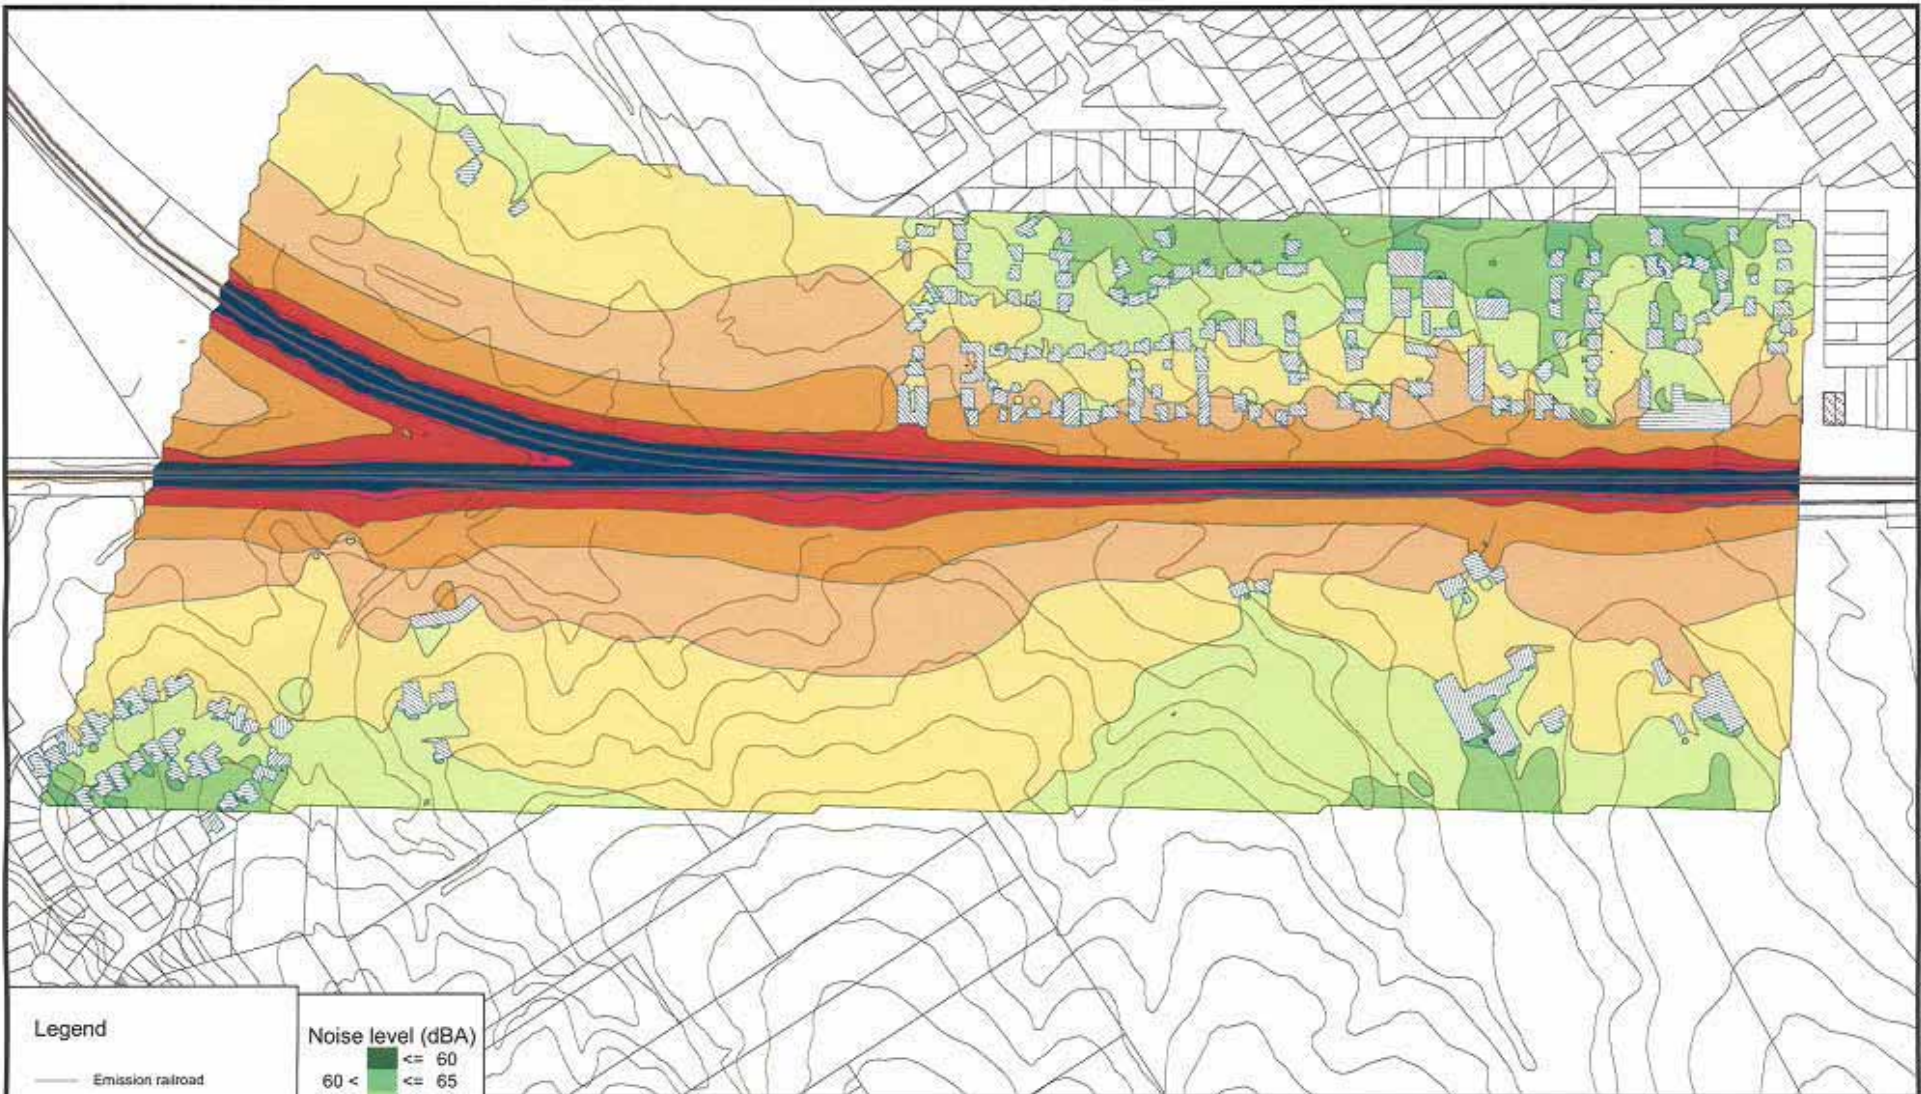 Legend
Emission railroad
Noise level (dBA)
<= 60
60 < <= 65